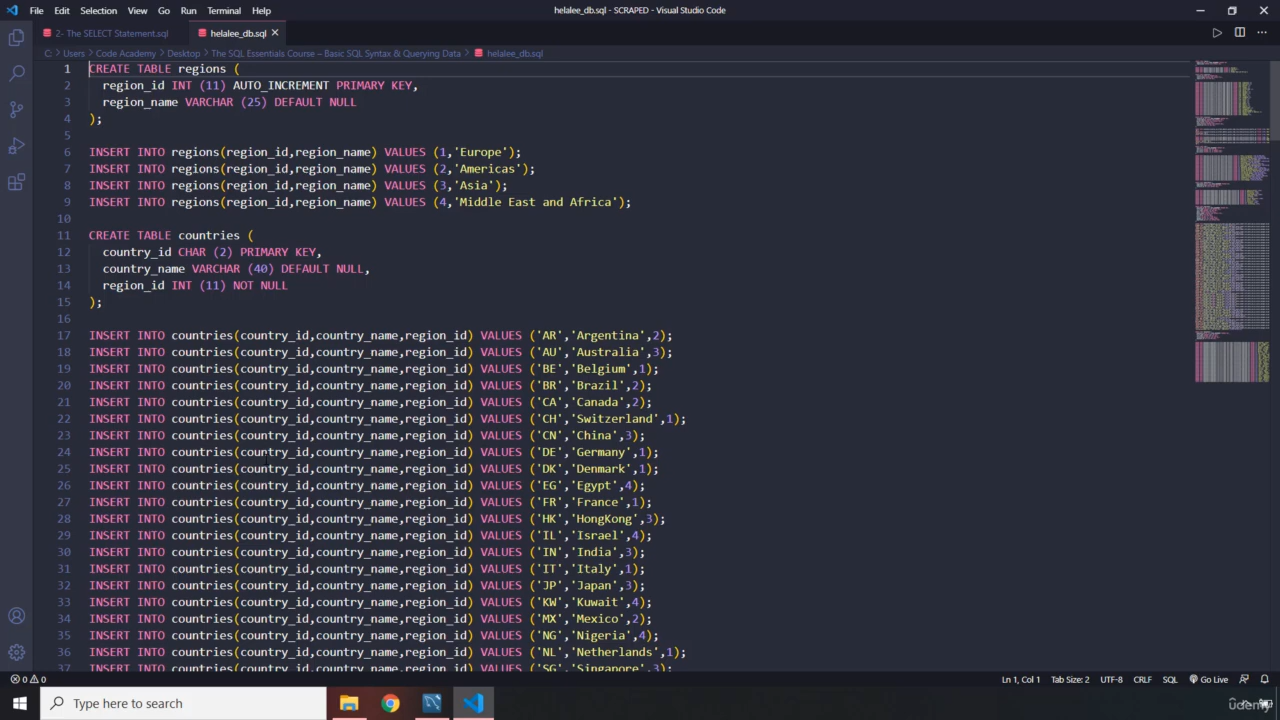 File Edit Selection View Go Run Terminal Help helalee_db.sql - SCRAPED - Visual Studio Code
2- The SELECT Statement.sql helalee_db.sql
C: > Users > Code Academy > Desktop > The SQL Essentials Course – Basic SQL Syntax & Querying Data > helalee_db.sql
1 CREATE TABLE regions (
2 region_id INT (11) AUTO_INCREMENT PRIMARY KEY,
3 region_name VARCHAR (25) DEFAULT NULL
4 );
5
6 INSERT INTO regions(region_id,region_name) VALUES (1,'Europe');
7 INSERT INTO regions(region_id,region_name) VALUES (2,'Americas');
8 INSERT INTO regions(region_id,region_name) VALUES (3,'Asia');
9 INSERT INTO regions(region_id,region_name) VALUES (4,'Middle East and Africa');
10
11 CREATE TABLE countries (
12 country_id CHAR (2) PRIMARY KEY,
13 country_name VARCHAR (40) DEFAULT NULL,
14 region_id INT (11) NOT NULL
15 );
16
17 INSERT INTO countries(country_id,country_name,region_id) VALUES ('AR','Argentina',2);
18 INSERT INTO countries(country_id,country_name,region_id) VALUES ('AU','Australia',3);
19 INSERT INTO countries(country_id,country_name,region_id) VALUES ('BE','Belgium',1);
20 INSERT INTO countries(country_id,country_name,region_id) VALUES ('BR','Brazil',2);
21 INSERT INTO countries(country_id,country_name,region_id) VALUES ('CA','Canada',2);
22 INSERT INTO countries(country_id,country_name,region_id) VALUES ('CH','Switzerland',1);
23 INSERT INTO countries(country_id,country_name,region_id) VALUES ('CN','China',3);
24 INSERT INTO countries(country_id,country_name,region_id) VALUES ('DE','Germany',1);
25 INSERT INTO countries(country_id,country_name,region_id) VALUES ('DK','Denmark',1);
26 INSERT INTO countries(country_id,country_name,region_id) VALUES ('EG','Egypt',4);
27 INSERT INTO countries(country_id,country_name,region_id) VALUES ('FR','France',1);
28 INSERT INTO countries(country_id,country_name,region_id) VALUES ('HK','HongKong',3);
29 INSERT INTO countries(country_id,country_name,region_id) VALUES ('IL','Israel',4);
30 INSERT INTO countries(country_id,country_name,region_id) VALUES ('IN','India',3);
31 INSERT INTO countries(country_id,country_name,region_id) VALUES ('IT','Italy',1);
32 INSERT INTO countries(country_id,country_name,region_id) VALUES ('JP','Japan',3);
33 INSERT INTO countries(country_id,country_name,region_id) VALUES ('KW','Kuwait',4);
34 INSERT INTO countries(country_id,country_name,region_id) VALUES ('MX','Mexico',2);
35 INSERT INTO countries(country_id,country_name,region_id) VALUES ('NG','Nigeria',4);
36 INSERT INTO countries(country_id,country_name,region_id) VALUES ('NL','Netherlands',1);
37 INSERT INTO countries(country_id,country_name,region_id) VALUES ('SG','Singapore',3);
0 0 Ln 1, Col 1 Tab Size: 2 UTF-8 CRLF SQL Go Live
Type here to search udemy